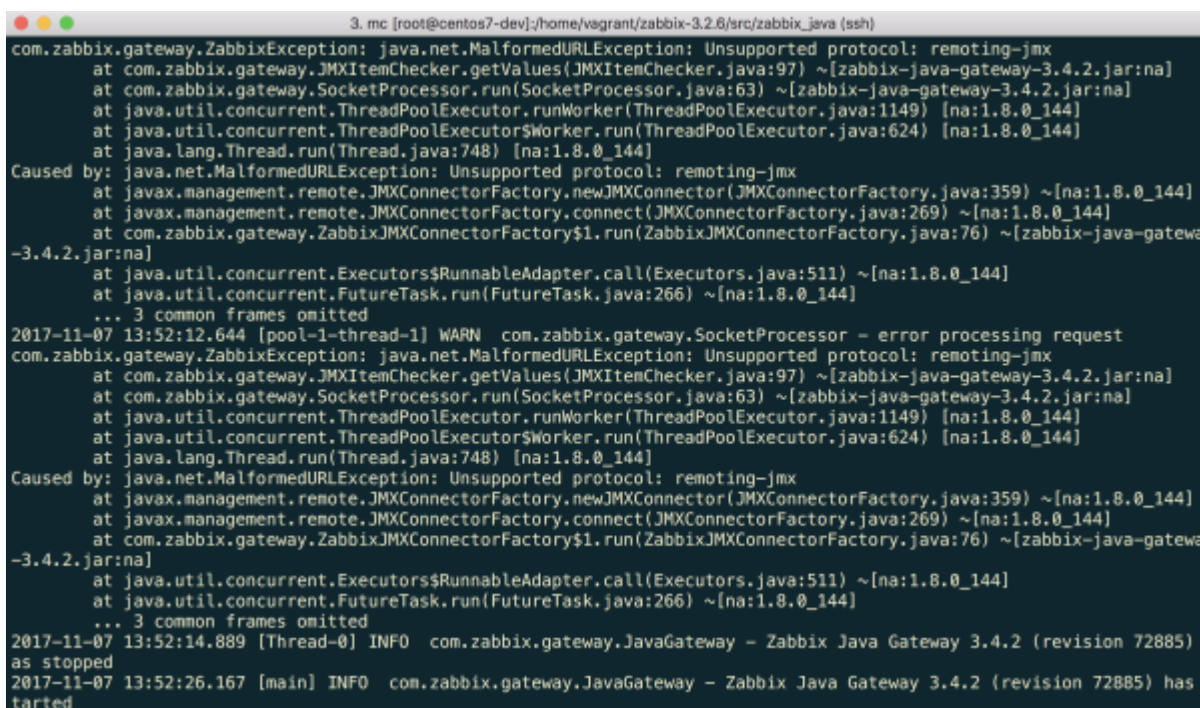 3. mc [root@centos7-dev]:/home/vagrant/zabbix-3.2.6/src/zabbix_java (ssh)
com.zabbix.gateway.ZabbixException: java.net.MalformedURLException: Unsupported protocol: remoting-jmx
at com.zabbix.gateway.JMXItemChecker.getValues(JMXItemChecker.java:97) ~[zabbix-java-gateway-3.4.2.jar:na]
at com.zabbix.gateway.SocketProcessor.run(SocketProcessor.java:63) ~[zabbix-java-gateway-3.4.2.jar:na]
at java.util.concurrent.ThreadPoolExecutor.runWorker(ThreadPoolExecutor.java:1149) [na:1.8.0_144]
at java.util.concurrent.ThreadPoolExecutor$Worker.run(ThreadPoolExecutor.java:624) [na:1.8.0_144]
at java.lang.Thread.run(Thread.java:748) [na:1.8.0_144]
Caused by: java.net.MalformedURLException: Unsupported protocol: remoting-jmx
at javax.management.remote.JMXConnectorFactory.newJMXConnector(JMXConnectorFactory.java:359) ~[na:1.8.0_144]
at javax.management.remote.JMXConnectorFactory.connect(JMXConnectorFactory.java:269) ~[na:1.8.0_144]
at com.zabbix.gateway.ZabbixJMXConnectorFactory$1.run(ZabbixJMXConnectorFactory.java:76) ~[zabbix-java-gatewa
-3.4.2.jar:na]
at java.util.concurrent.Executors$RunnableAdapter.call(Executors.java:511) ~[na:1.8.0_144]
at java.util.concurrent.FutureTask.run(FutureTask.java:266) ~[na:1.8.0_144]
... 3 common frames omitted
2017-11-07 13:52:12.644 [pool-1-thread-1] WARN com.zabbix.gateway.SocketProcessor - error processing request
com.zabbix.gateway.ZabbixException: java.net.MalformedURLException: Unsupported protocol: remoting-jmx
at com.zabbix.gateway.JMXItemChecker.getValues(JMXItemChecker.java:97) ~[zabbix-java-gateway-3.4.2.jar:na]
at com.zabbix.gateway.SocketProcessor.run(SocketProcessor.java:63) ~[zabbix-java-gateway-3.4.2.jar:na]
at java.util.concurrent.ThreadPoolExecutor.runWorker(ThreadPoolExecutor.java:1149) [na:1.8.0_144]
at java.util.concurrent.ThreadPoolExecutor$Worker.run(ThreadPoolExecutor.java:624) [na:1.8.0_144]
at java.lang.Thread.run(Thread.java:748) [na:1.8.0_144]
Caused by: java.net.MalformedURLException: Unsupported protocol: remoting-jmx
at javax.management.remote.JMXConnectorFactory.newJMXConnector(JMXConnectorFactory.java:359) ~[na:1.8.0_144]
at javax.management.remote.JMXConnectorFactory.connect(JMXConnectorFactory.java:269) ~[na:1.8.0_144]
at com.zabbix.gateway.ZabbixJMXConnectorFactory$1.run(ZabbixJMXConnectorFactory.java:76) ~[zabbix-java-gatewa
-3.4.2.jar:na]
at java.util.concurrent.Executors$RunnableAdapter.call(Executors.java:511) ~[na:1.8.0_144]
at java.util.concurrent.FutureTask.run(FutureTask.java:266) ~[na:1.8.0_144]
... 3 common frames omitted
2017-11-07 13:52:14.889 [Thread-0] INFO com.zabbix.gateway.JavaGateway - Zabbix Java Gateway 3.4.2 (revision 72885)
as stopped
2017-11-07 13:52:26.167 [main] INFO com.zabbix.gateway.JavaGateway - Zabbix Java Gateway 3.4.2 (revision 72885) has
tarted